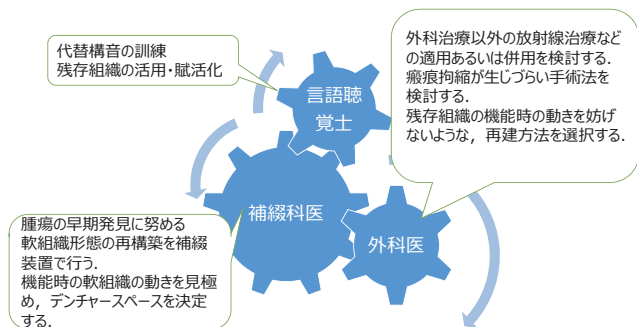 代替構音の訓練
残存組織の活用・賦活化
外科治療以外の放射線治療など
の適用あるいは併用を検討する.
瘢痕拘縮が生じづらい手術法を
検討する.
残存組織の機能時の動きを妨げ
ないような，再建方法を選択する.
言語聴
覚士
補綴科医
外科医
腫瘍の早期発見に努める
軟組織形態の再構築を補綴
装置で行う.
機能時の軟組織の動きを見極
め，デンチャースペースを決定
する.